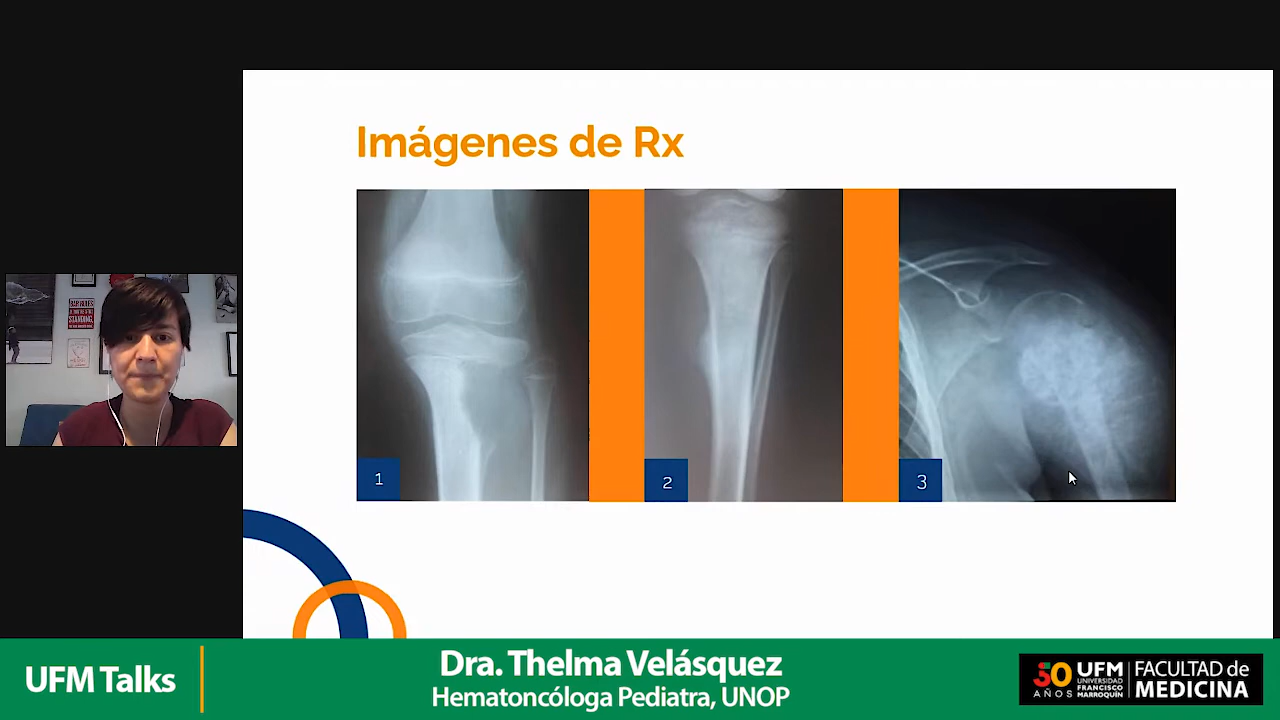 Imágenes de Rx
1
2
3
UFM Talks
Dra. Thelma Velásquez
Hematoncóloga Pediatra, UNOP
50
AÑOS
UFM
UNIVERSIDAD
FRANCISCO
MARROQUÍN
FACULTAD de
MEDICINA
STANDING,